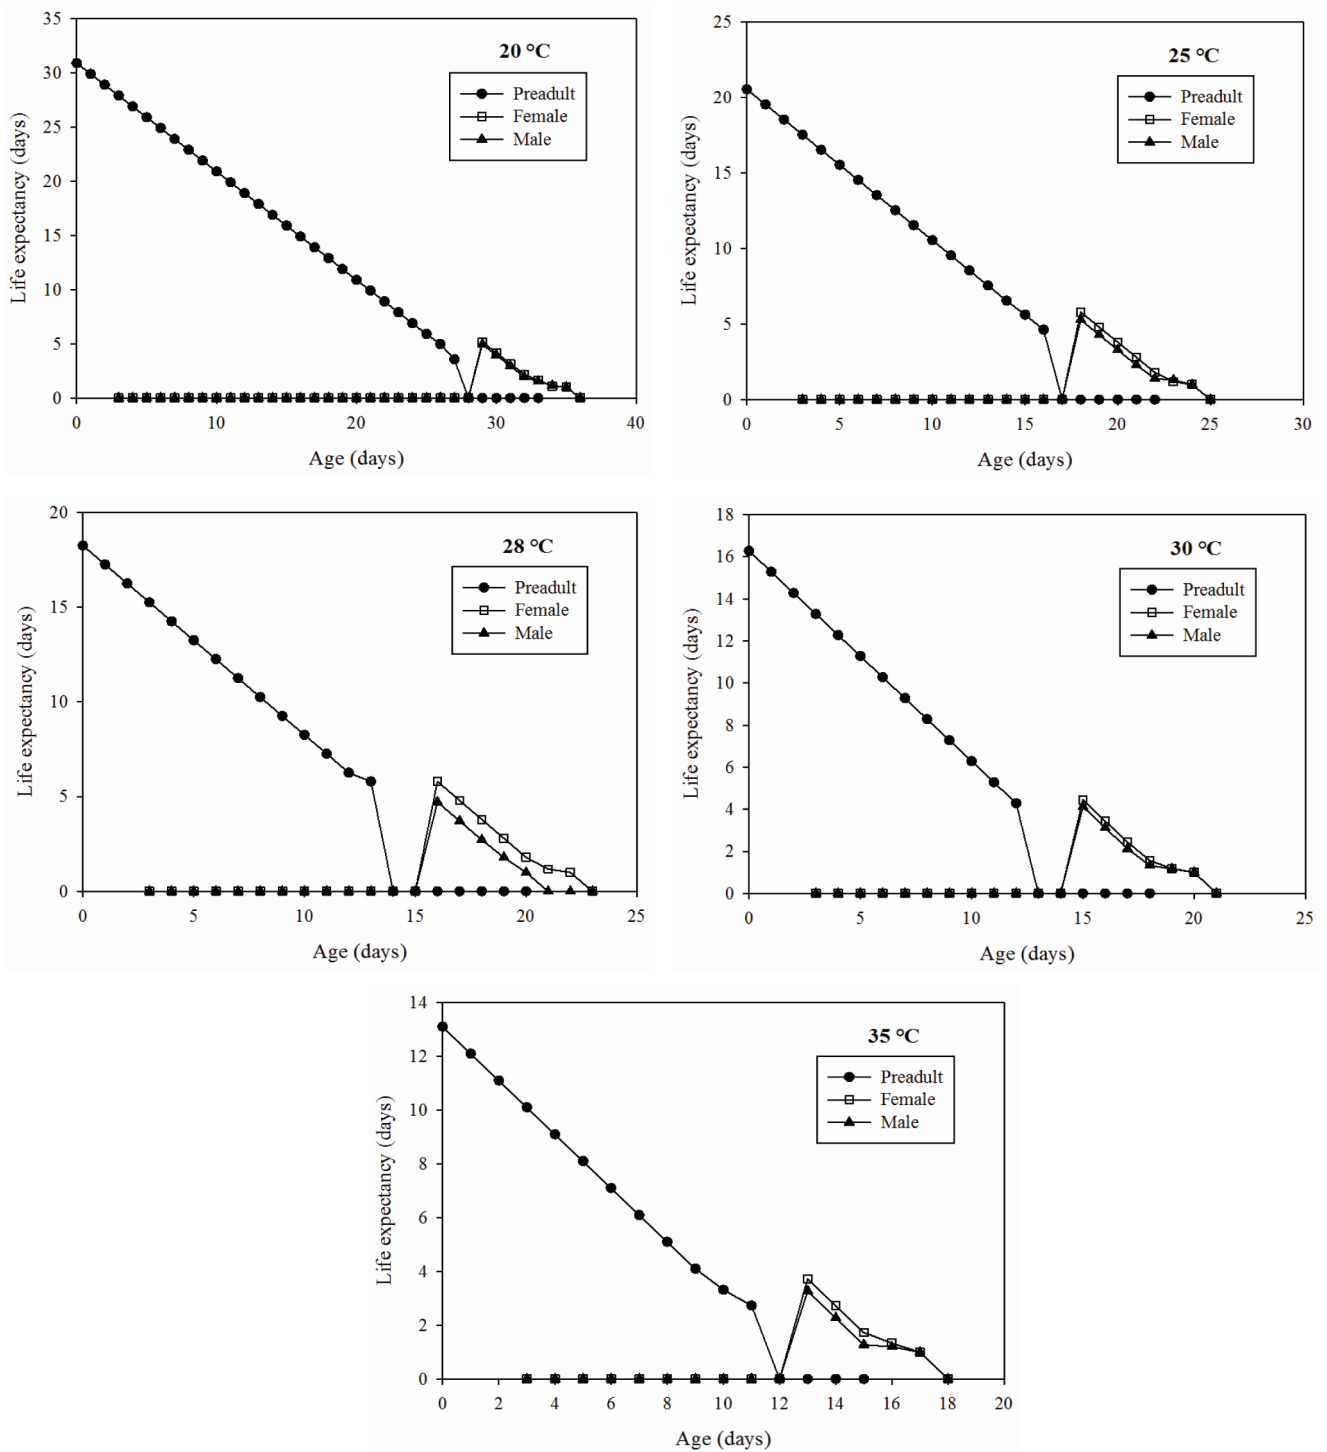 20 °C
Preadult
Female
Male
Life expectancy (days)
35
30
25
20
15
10
5
0
0 10 20 30 40
Age (days)
25 °C
Preadult
Female
Male
Life expectancy (days)
25
20
15
10
5
0
0 5 10 15 20 25 30
Age (days)
28 °C
Preadult
Female
Male
Life expectancy (days)
20
15
10
5
0
0 5 10 15 20 25
Age (days)
30 °C
Preadult
Female
Male
Life expectancy (days)
18
16
14
12
10
8
6
4
2
0
0 5 10 15 20 25
Age (days)
35 °C
Preadult
Female
Male
Life expectancy (days)
14
12
10
8
6
4
2
0
0 2 4 6 8 10 12 14 16 18 20
Age (days)